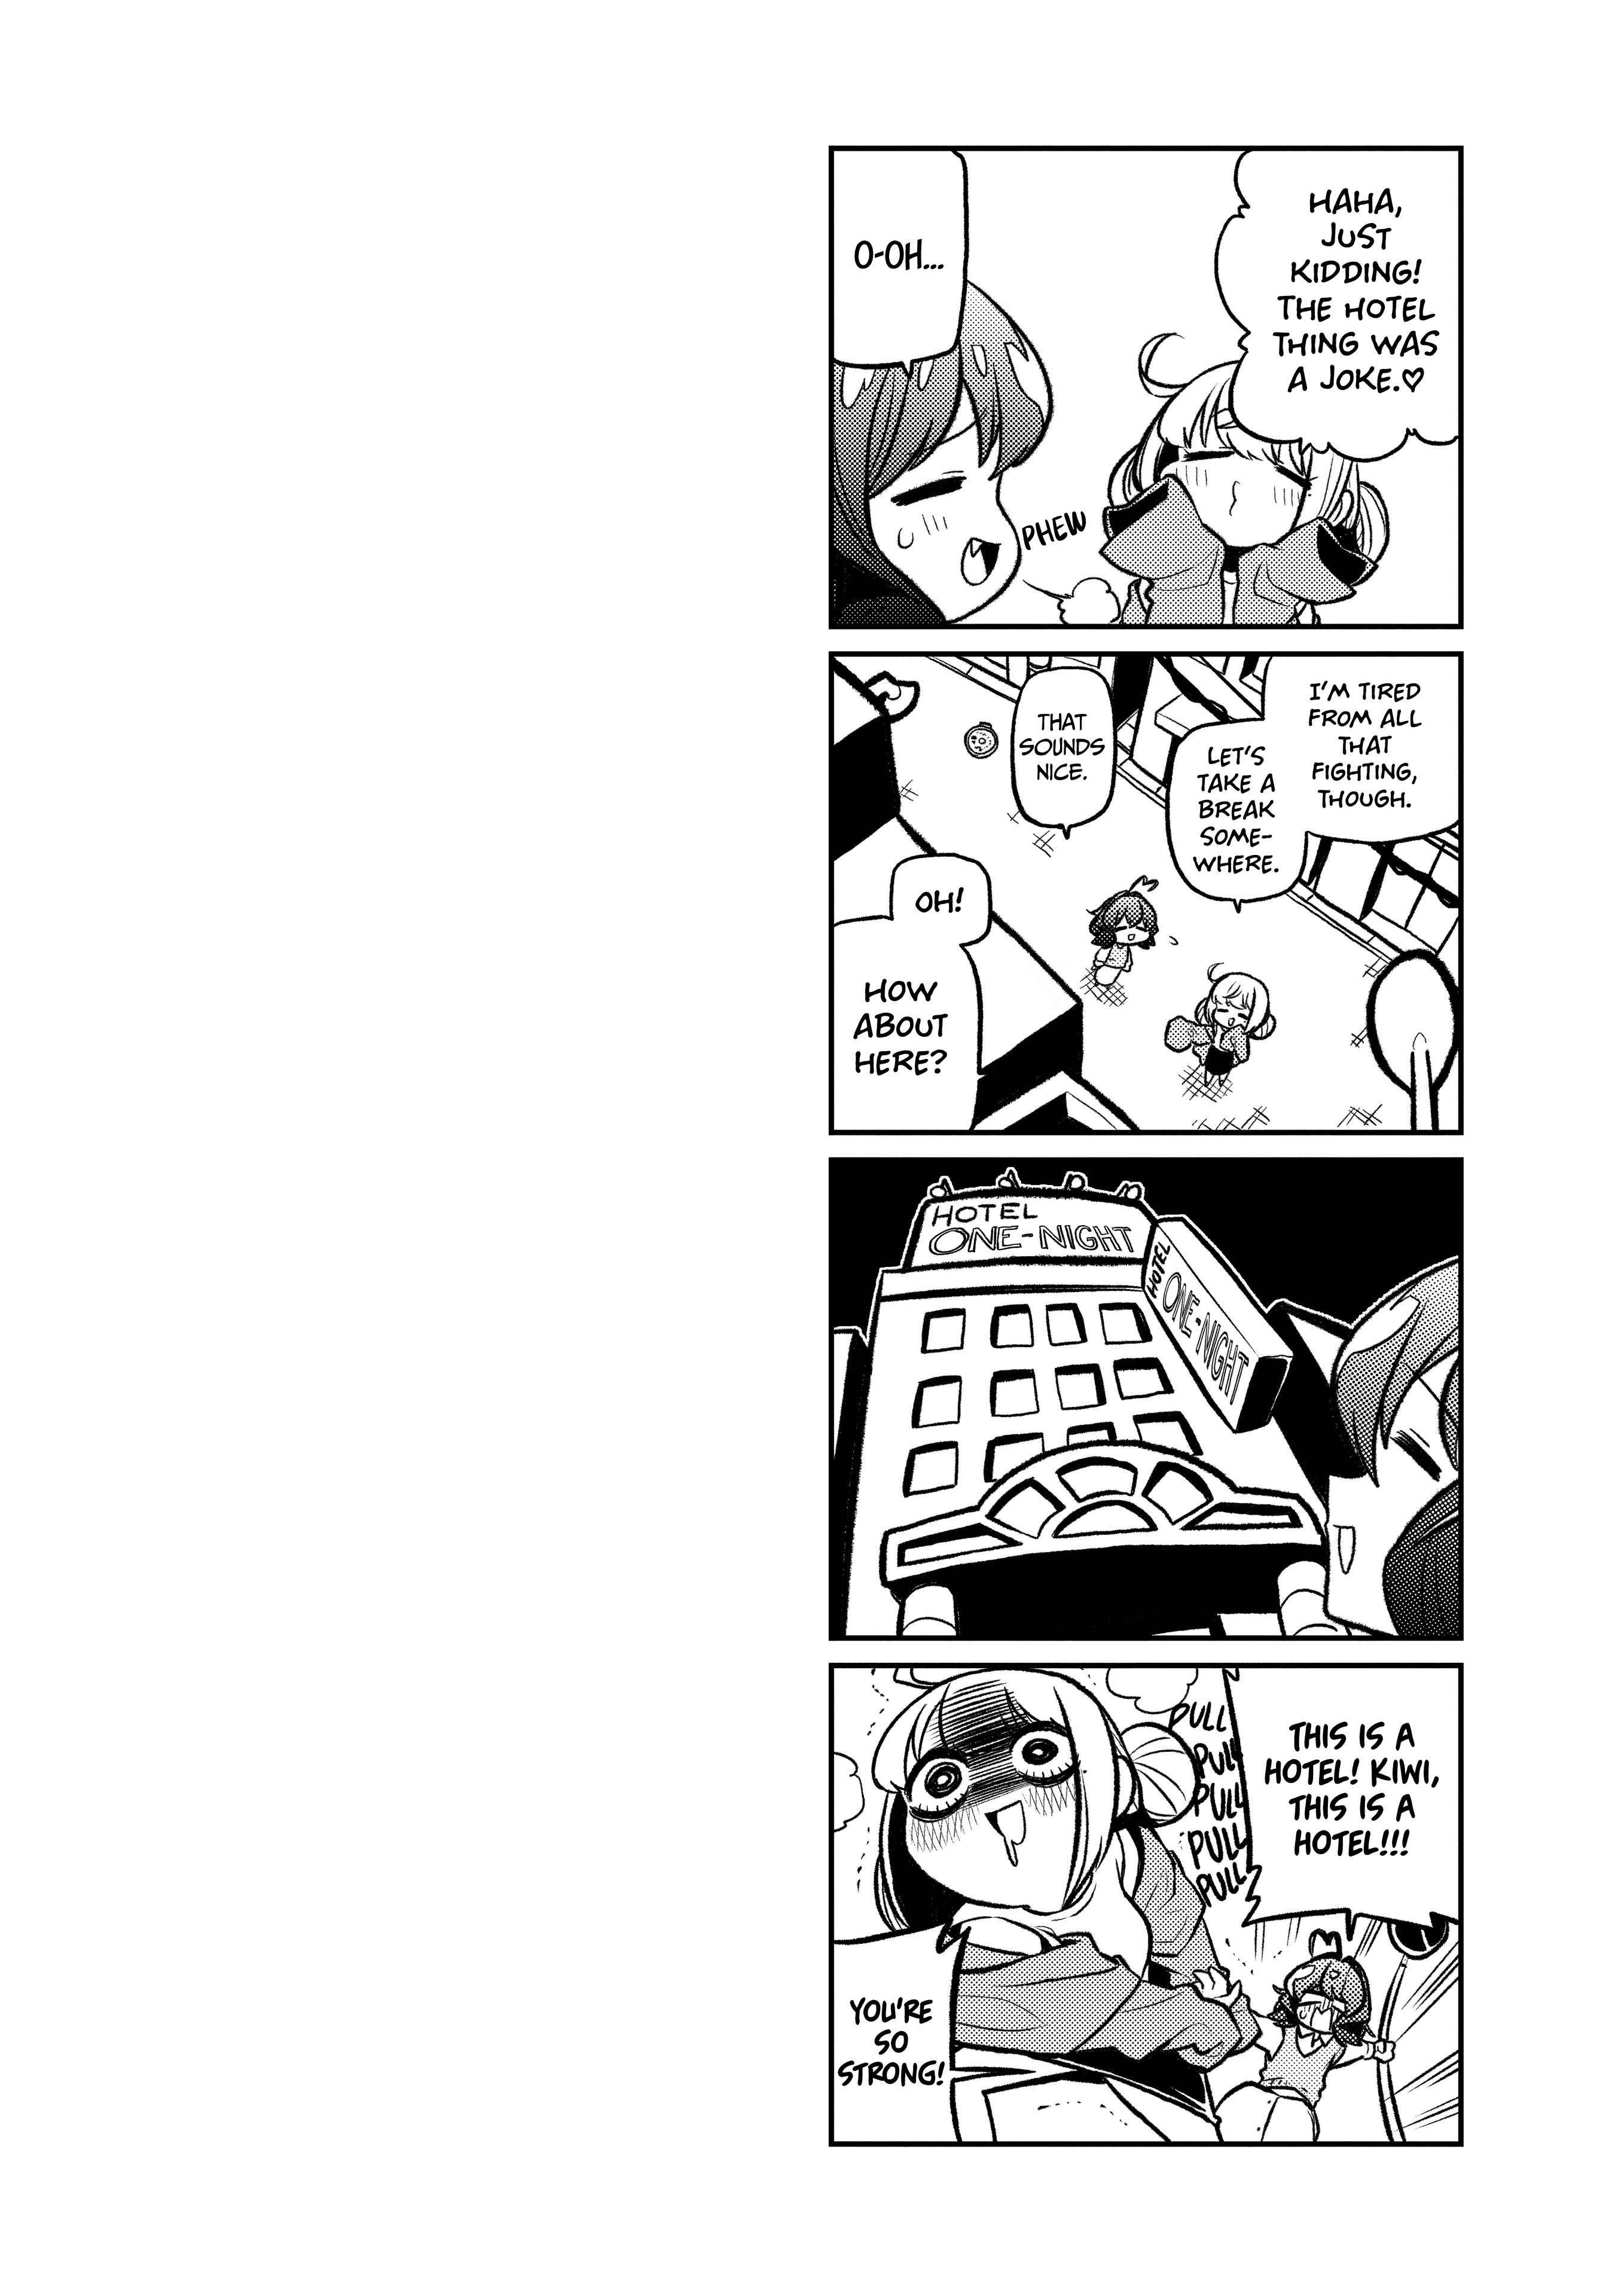 HAHA,
JUST
KIDDING!
THE HOTEL
THING WAS
A JOKE.♡
O-OH...
PHEW
I'M TIRED
FROM ALL
THAT
FIGHTING,
THOUGH.
LET'S
TAKE A
BREAK
SOME-
WHERE.
THAT
SOUNDS
NICE.
OH!
HOW
ABOUT
HERE?
HOTEL
ONE-NIGHT
HOTEL
ONE-NIGHT
THIS IS A
HOTEL! KIWI,
THIS IS A
HOTEL!!!
PULL
PULL
PULL
PULL
PULL
YOU'RE
SO
STRONG!